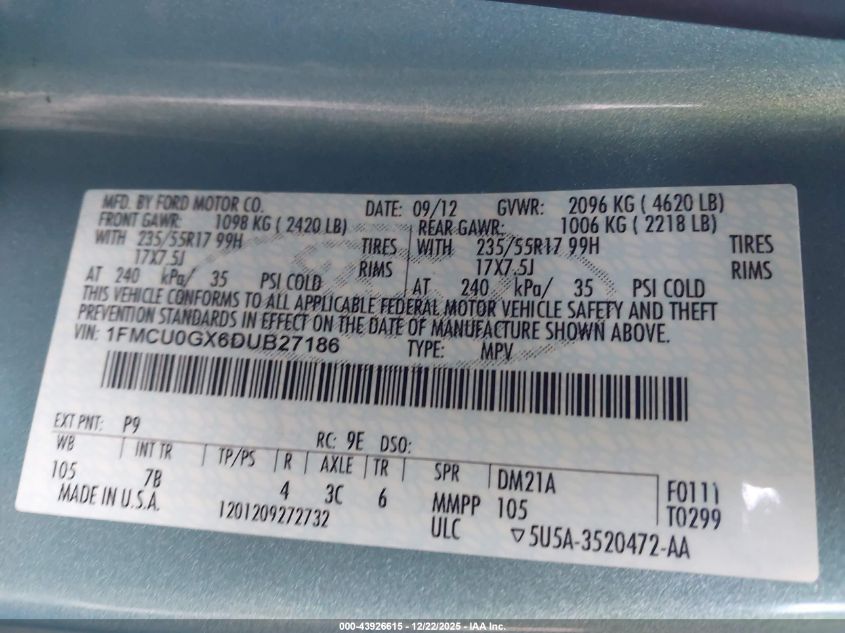 MFD. BY FORD MOTOR CO. DATE: 09/12 GVWR: 2096 KG ( 4620 LB)
FRONT GAWR: 1098 KG ( 2420 LB) REAR GAWR: 1006 KG ( 2218 LB)
WITH 235/55R17 99H TIRES WITH 235/55R17 99H TIRES
17X7.5J RIMS 17X7.5J RIMS
AT 240 kPa/ 35 PSI COLD AT 240 kPa/ 35 PSI COLD
THIS VEHICLE CONFORMS TO ALL APPLICABLE FEDERAL MOTOR VEHICLE SAFETY AND THEFT
PREVENTION STANDARDS IN EFFECT ON THE DATE OF MANUFACTURE SHOWN ABOVE.
VIN: 1FMCU0GX6DUB27186 TYPE: MPV
EXT PNT: P9 RC: 9E DSO:
WB INT TR TP/PS R AXLE TR SPR DM21A F0111
105 7B 4 3C 6 MMPP 105 T0299
MADE IN U.S.A. 1201209272732 ULC ▽5U5A-3520472-AA
000-43926615 - 12/22/2025 - IAA Inc.